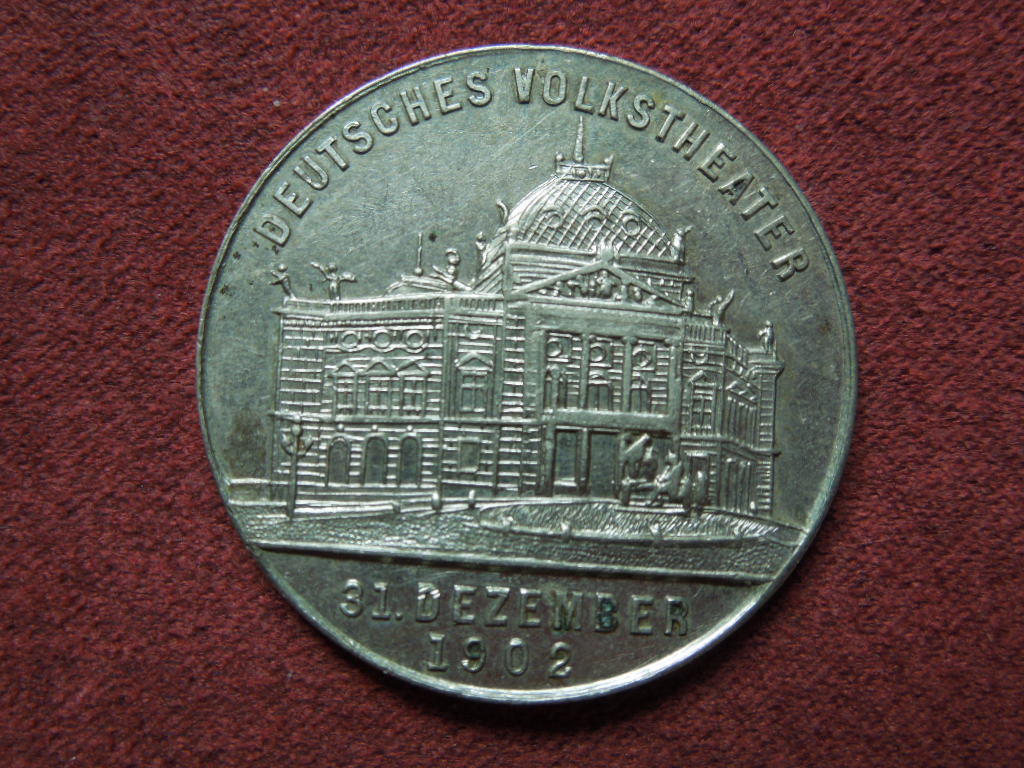 DEUTSCHES VOLKSTHEATER
31. DEZEMBER
1902